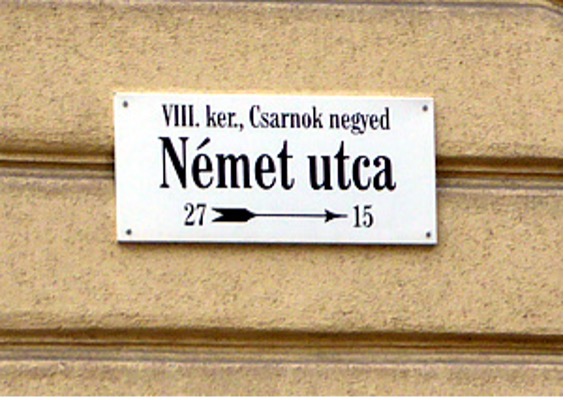 VIII. ker., Csarnok negyed
Német utca
27 15